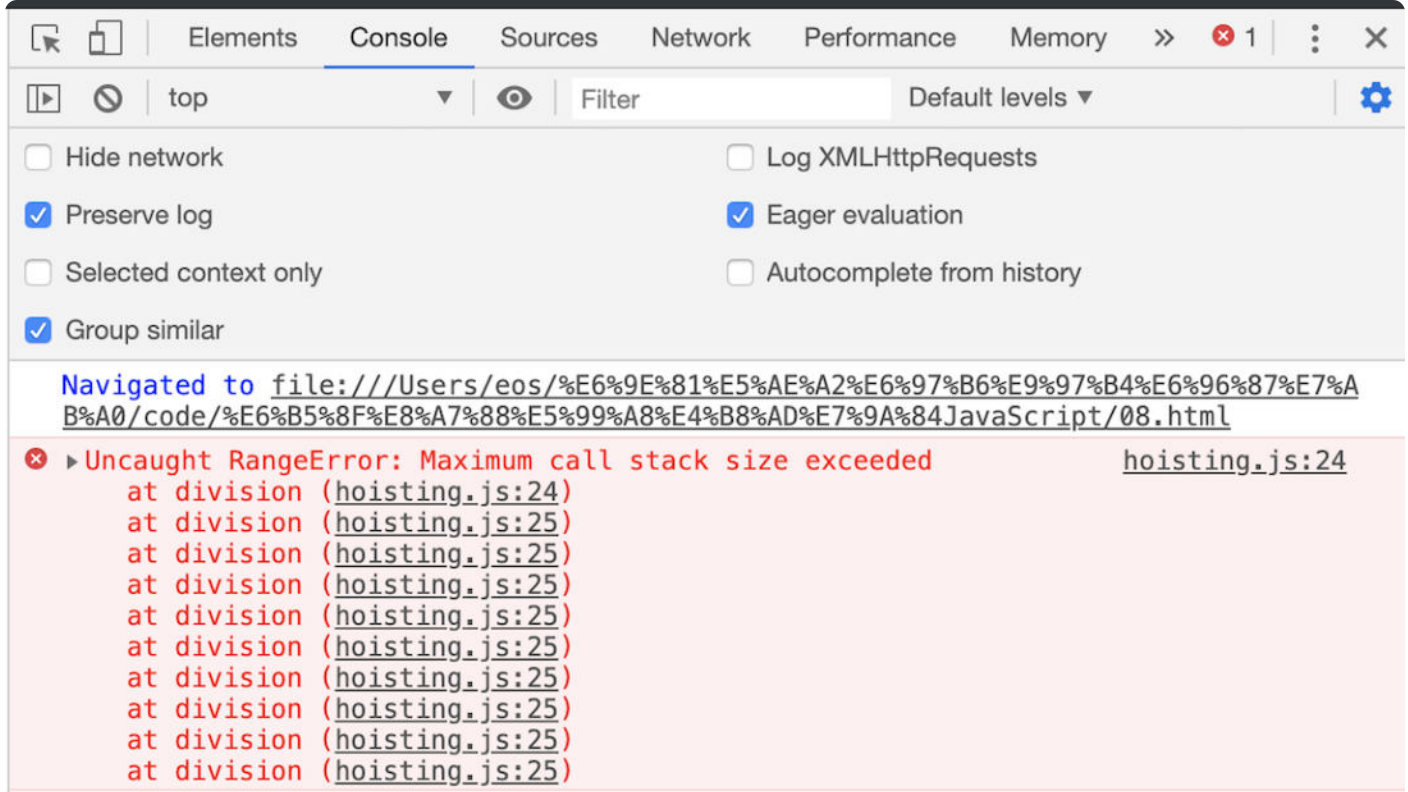 Elements Console Sources Network Performance Memory » 1
top Filter Default levels
Hide network Log XMLHttpRequests
Preserve log Eager evaluation
Selected context only Autocomplete from history
Group similar
Navigated to file:///Users/eos/%E6%9E%81%E5%AE%A2%E6%97%B6%E9%97%B4%E6%96%87%E7%A
B%A0/code/%E6%B5%8F%E8%A7%88%E5%99%A8%E4%B8%AD%E7%9A%84JavaScript/08.html
Uncaught RangeError: Maximum call stack size exceeded hoisting.js:24
at division (hoisting.js:24)
at division (hoisting.js:25)
at division (hoisting.js:25)
at division (hoisting.js:25)
at division (hoisting.js:25)
at division (hoisting.js:25)
at division (hoisting.js:25)
at division (hoisting.js:25)
at division (hoisting.js:25)
at division (hoisting.js:25)